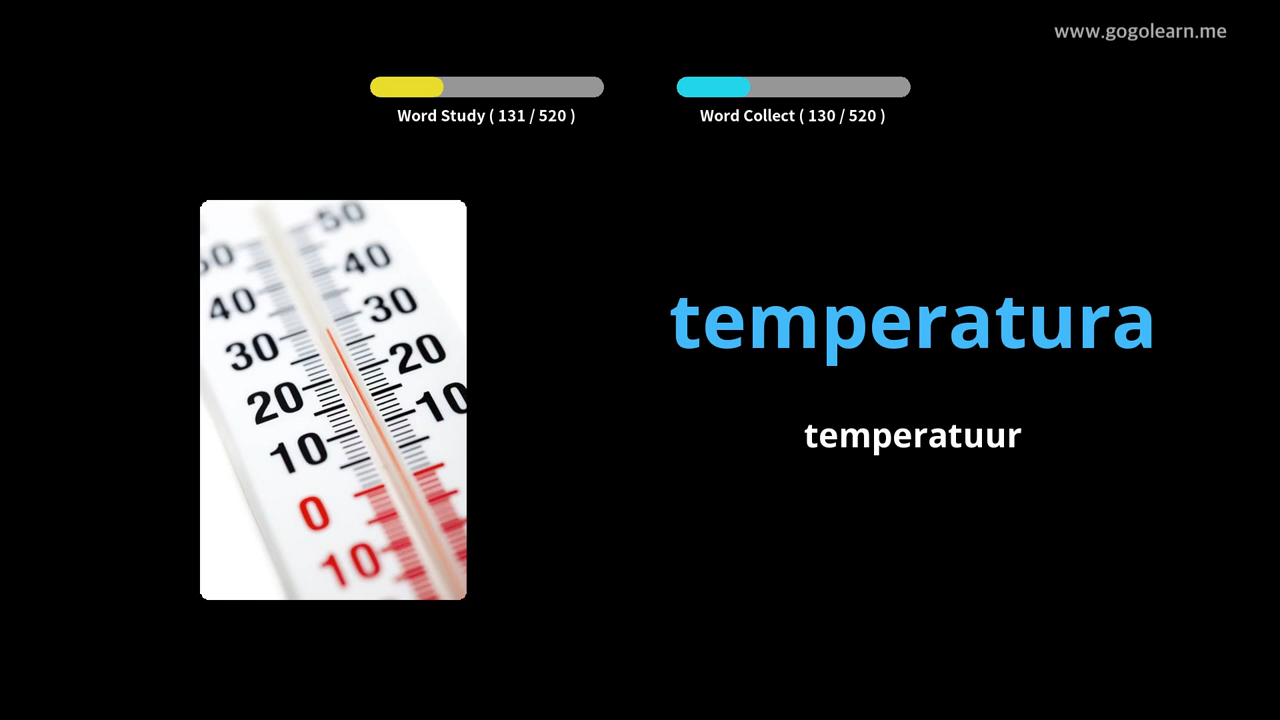 www.gogolearn.me
Word Study ( 131 / 520 )
Word Collect ( 130 / 520 )
50
50
40
40
30
30
20
20
10
10
0
10
temperatura
temperatuur